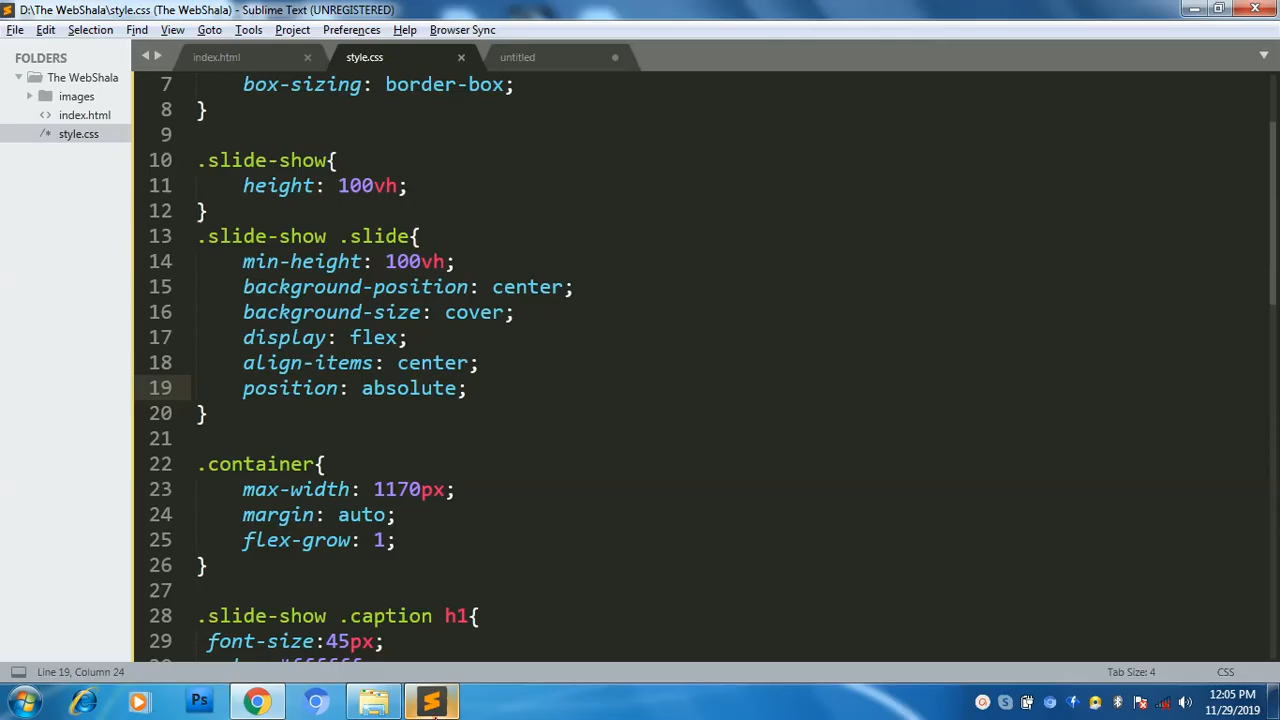 D:\The WebShala\style.css (The WebShala) - Sublime Text (UNREGISTERED)
File Edit Selection Find View Goto Tools Project Preferences Help Browser Sync
FOLDERS
The WebShala
images
index.html
style.css
index.html style.css untitled
7 box-sizing: border-box;
8 }
9
10 .slide-show{
11 height: 100vh;
12 }
13 .slide-show .slide{
14 min-height: 100vh;
15 background-position: center;
16 background-size: cover;
17 display: flex;
18 align-items: center;
19 position: absolute;
20 }
21
22 .container{
23 max-width: 1170px;
24 margin: auto;
25 flex-grow: 1;
26 }
27
28 .slide-show .caption h1{
29 font-size:45px;
Line 19, Column 24 Tab Size: 4 CSS
Ps
12:05 PM
11/29/2019